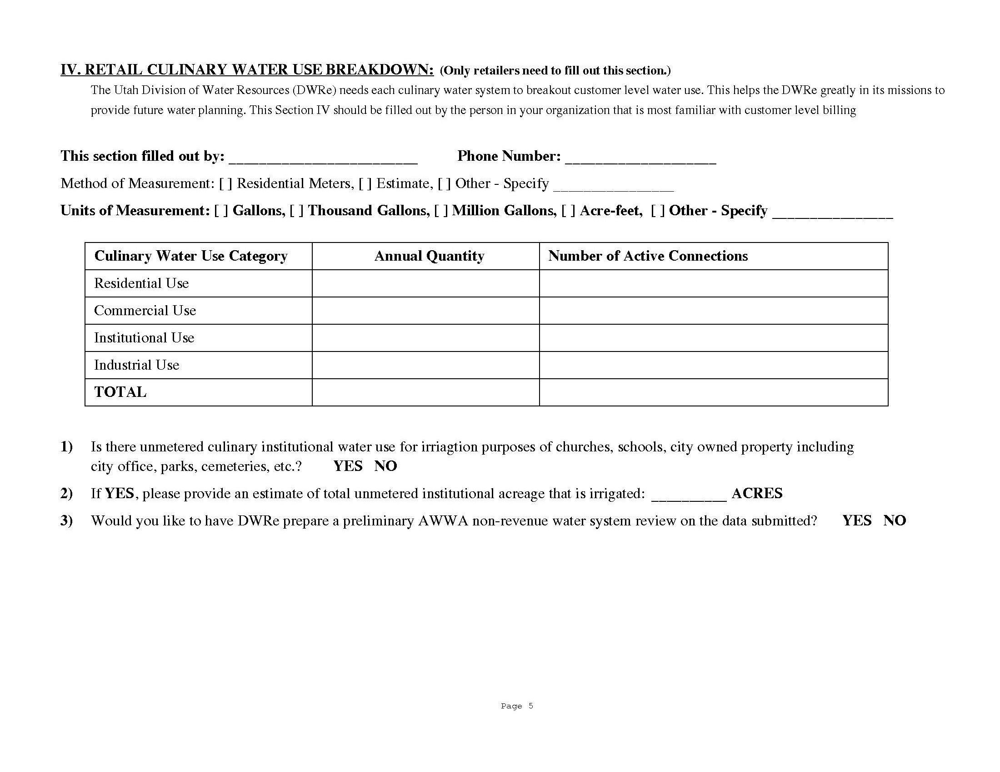 IV. RETAIL CULINARY WATER USE BREAKDOWN: (Only retailers need to fill out this section.)
The Utah Division of Water Resources (DWRe) needs each culinary water system to breakout customer level water use. This helps the DWRe greatly in its missions to
provide future water planning. This Section IV should be filled out by the person in your organization that is most familiar with customer level billing
This section filled out by: _________________________ Phone Number: ____________________
Method of Measurement: [ ] Residential Meters, [ ] Estimate, [ ] Other - Specify ________________
Units of Measurement: [ ] Gallons, [ ] Thousand Gallons, [ ] Million Gallons, [ ] Acre-feet, [ ] Other - Specify ________________
Culinary Water Use Category Annual Quantity Number of Active Connections
Residential Use
Commercial Use
Institutional Use
Industrial Use
TOTAL
1) Is there unmetered culinary institutional water use for irriagtion purposes of churches, schools, city owned property including
city office, parks, cemeteries, etc.? YES NO
2) If YES, please provide an estimate of total unmetered institutional acreage that is irrigated: __________ ACRES
3) Would you like to have DWRe prepare a preliminary AWWA non-revenue water system review on the data submitted? YES NO
Page 5